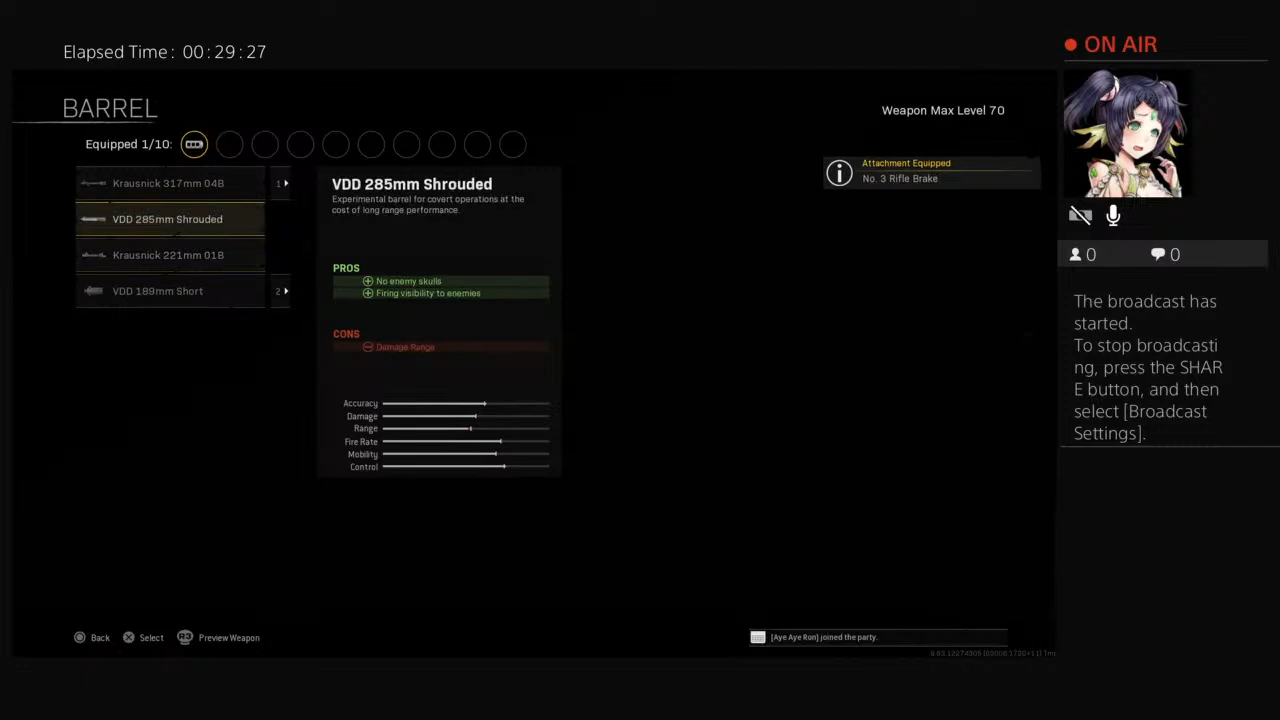 Elapsed Time: 00:29:27
ON AIR
BARREL
Weapon Max Level 70
Equipped 1/10:
Krausnick 317mm 04B
1
VDD 285mm Shrouded
Krausnick 221mm 01B
VDD 189mm Short
2
VDD 285mm Shrouded
Experimental barrel for covert operations at the
cost of long range performance.
PROS
No enemy skulls
Firing visibility to enemies
CONS
Damage Range
Accuracy
Damage
Range
Fire Rate
Mobility
Control
Attachment Equipped
No. 3 Rifle Brake
0
0
The broadcast has
started.
To stop broadcasti
ng, press the SHAR
E button, and then
select [Broadcast
Settings].
Back
Select
R3
Preview Weapon
[Aye Aye Ron] joined the party.